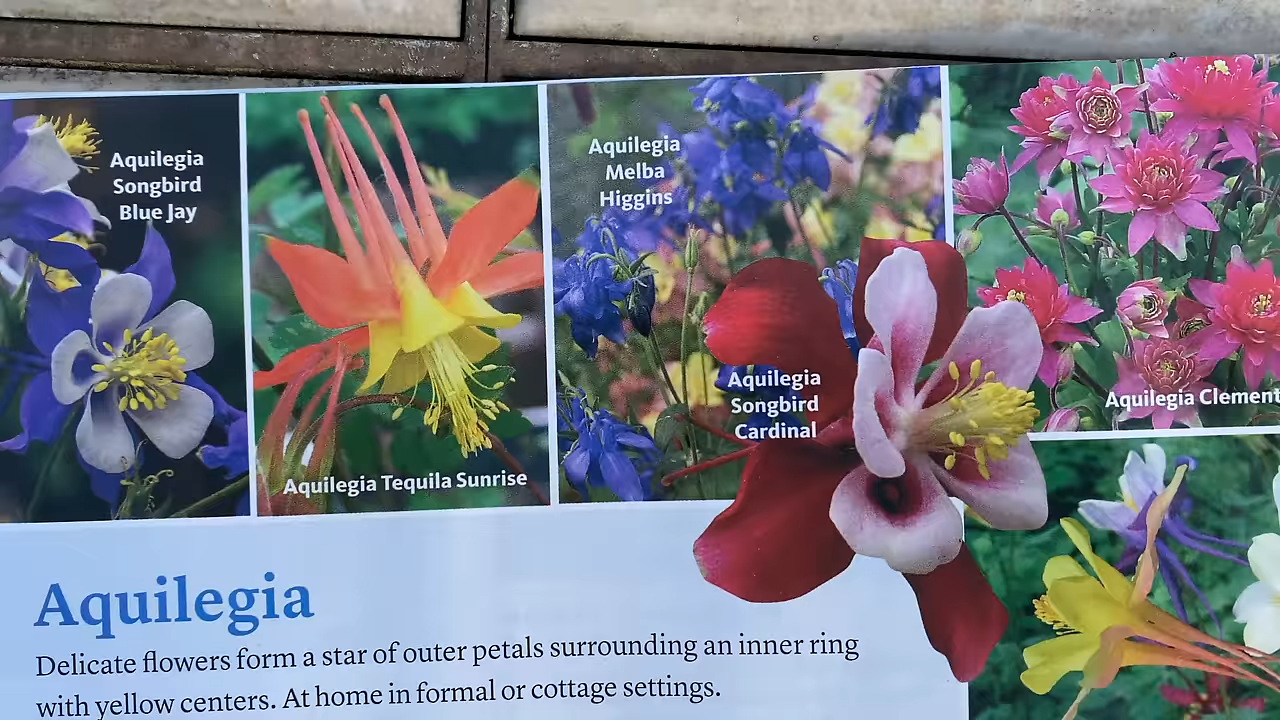 Aquilegia
Songbird
Blue Jay
Aquilegia Tequila Sunrise
Aquilegia
Melba
Higgins
Aquilegia
Songbird
Cardinal
Aquilegia Clement
Aquilegia
Delicate flowers form a star of outer petals surrounding an inner ring
with yellow centers. At home in formal or cottage settings.